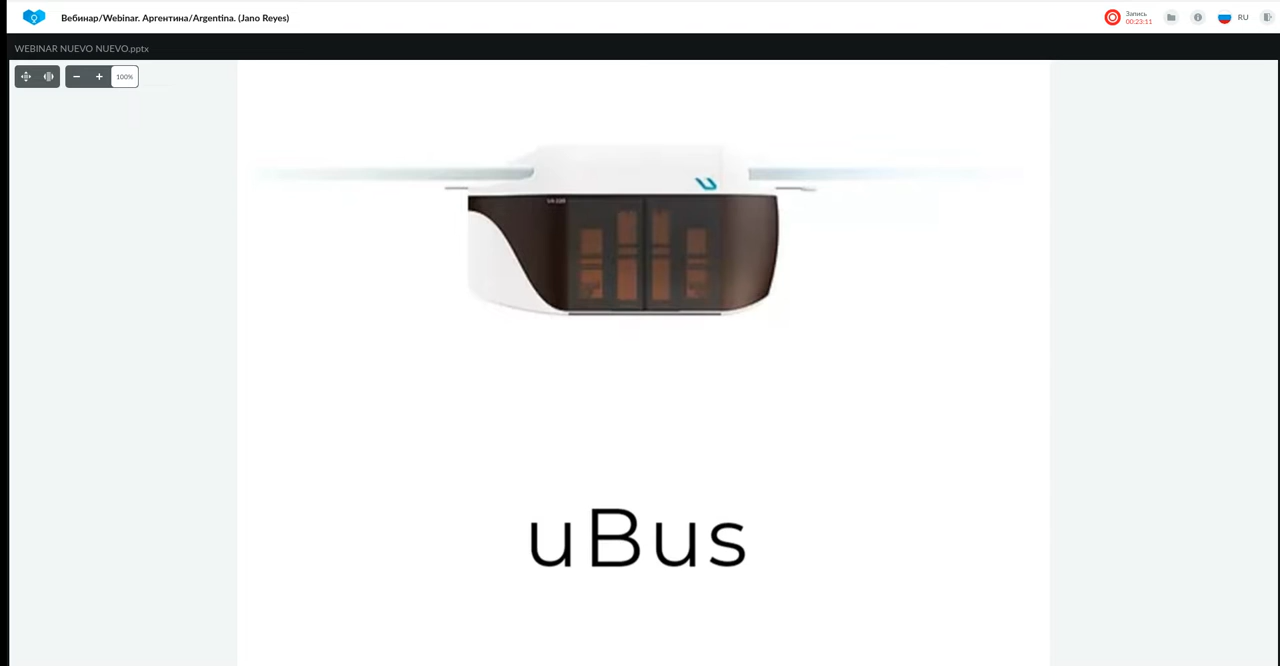 Вебинар/Webinar. Аргентина/Argentina. (Jano Reyes)
Запись
00:23:11
RU
WEBINAR NUEVO NUEVO.pptx
100%
uBus